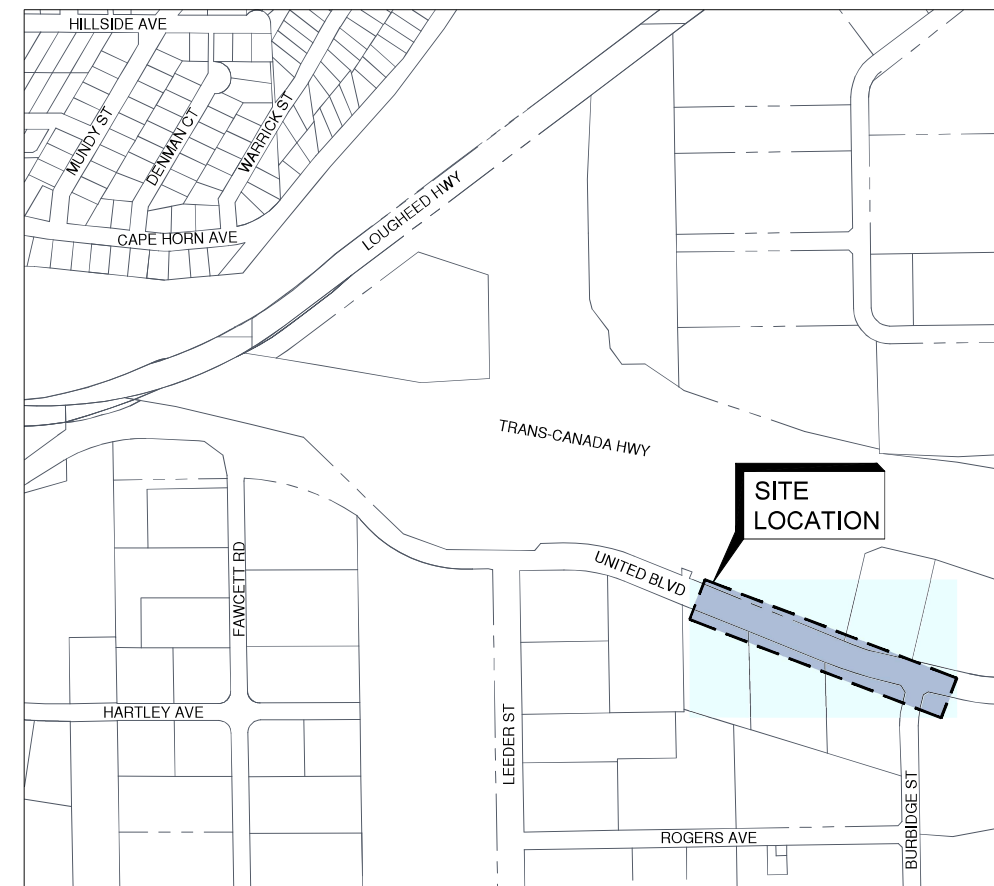 HILLSIDE AVE
MUNDY ST
DENMAN CT
WARRICK ST
LOUGHEED HWY
CAPE HORN AVE
TRANS-CANADA HWY
SITE
LOCATION
UNITED BLVD
FAWCETT RD
HARTLEY AVE
LEEDER ST
ROGERS AVE
BURBIDGE ST